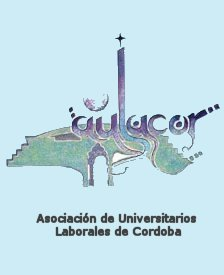 aulacor
Asociación de Universitarios
Laborales de Cordoba